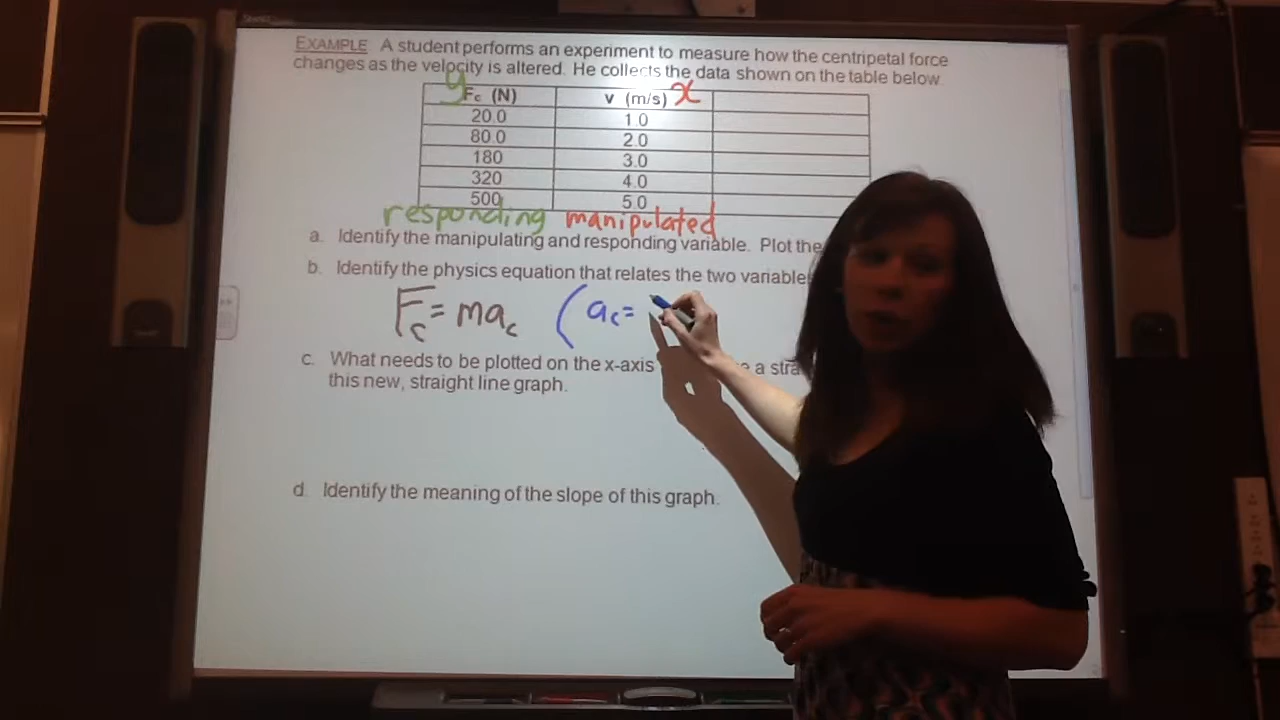 EXAMPLE: A student performs an experiment to measure how the centripetal force
changes as the velocity is altered. He collects the data shown on the table below.
y Fc (N) v (m/s) x
20.0 1.0
80.0 2.0
180 3.0
320 4.0
500 5.0
responding manipulated
a. Identify the manipulating and responding variable. Plot the
b. Identify the physics equation that relates the two variable
Fc = mac (ac =
c. What needs to be plotted on the x-axis a stra
this new, straight line graph.
d. Identify the meaning of the slope of this graph.